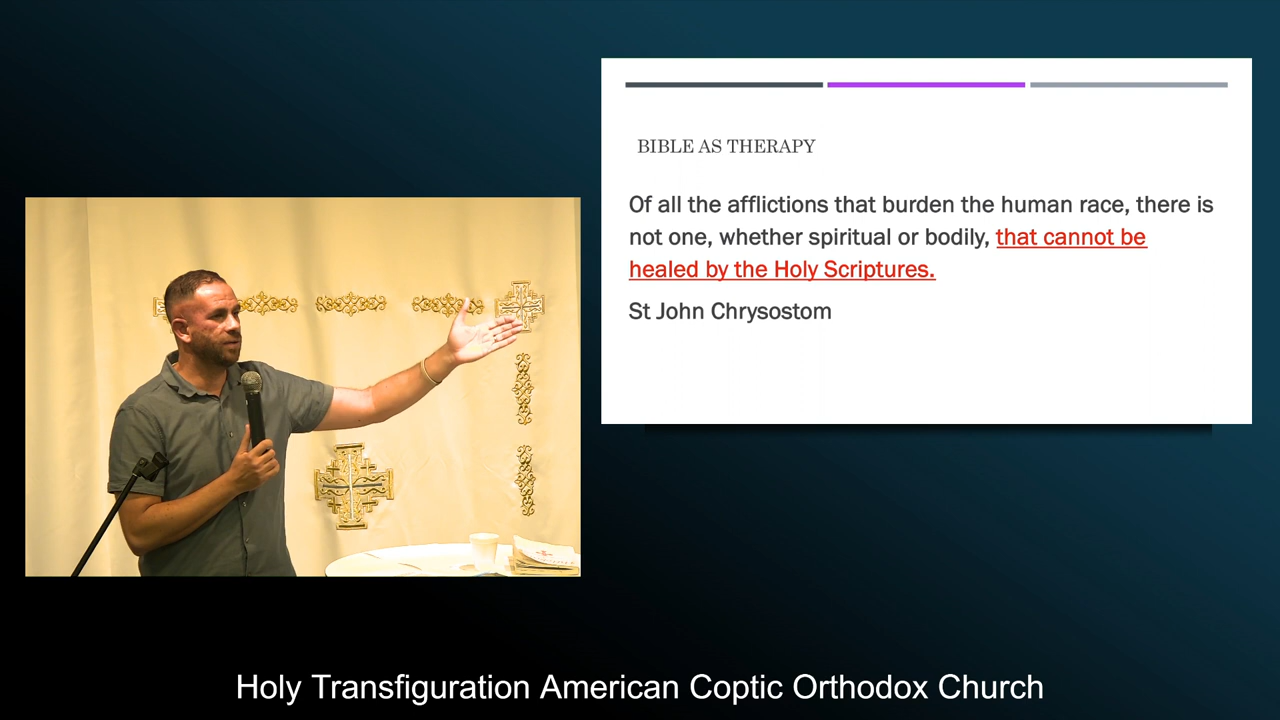 BIBLE AS THERAPY
Of all the afflictions that burden the human race, there is
not one, whether spiritual or bodily, that cannot be
healed by the Holy Scriptures.
St John Chrysostom
Holy Transfiguration American Coptic Orthodox Church